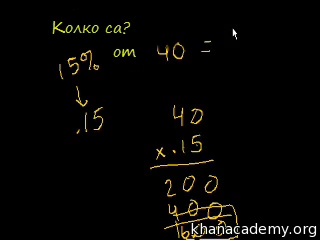 Колко са?
15% от 40 =
.15
40
x .15
200
400
khanacademy.org